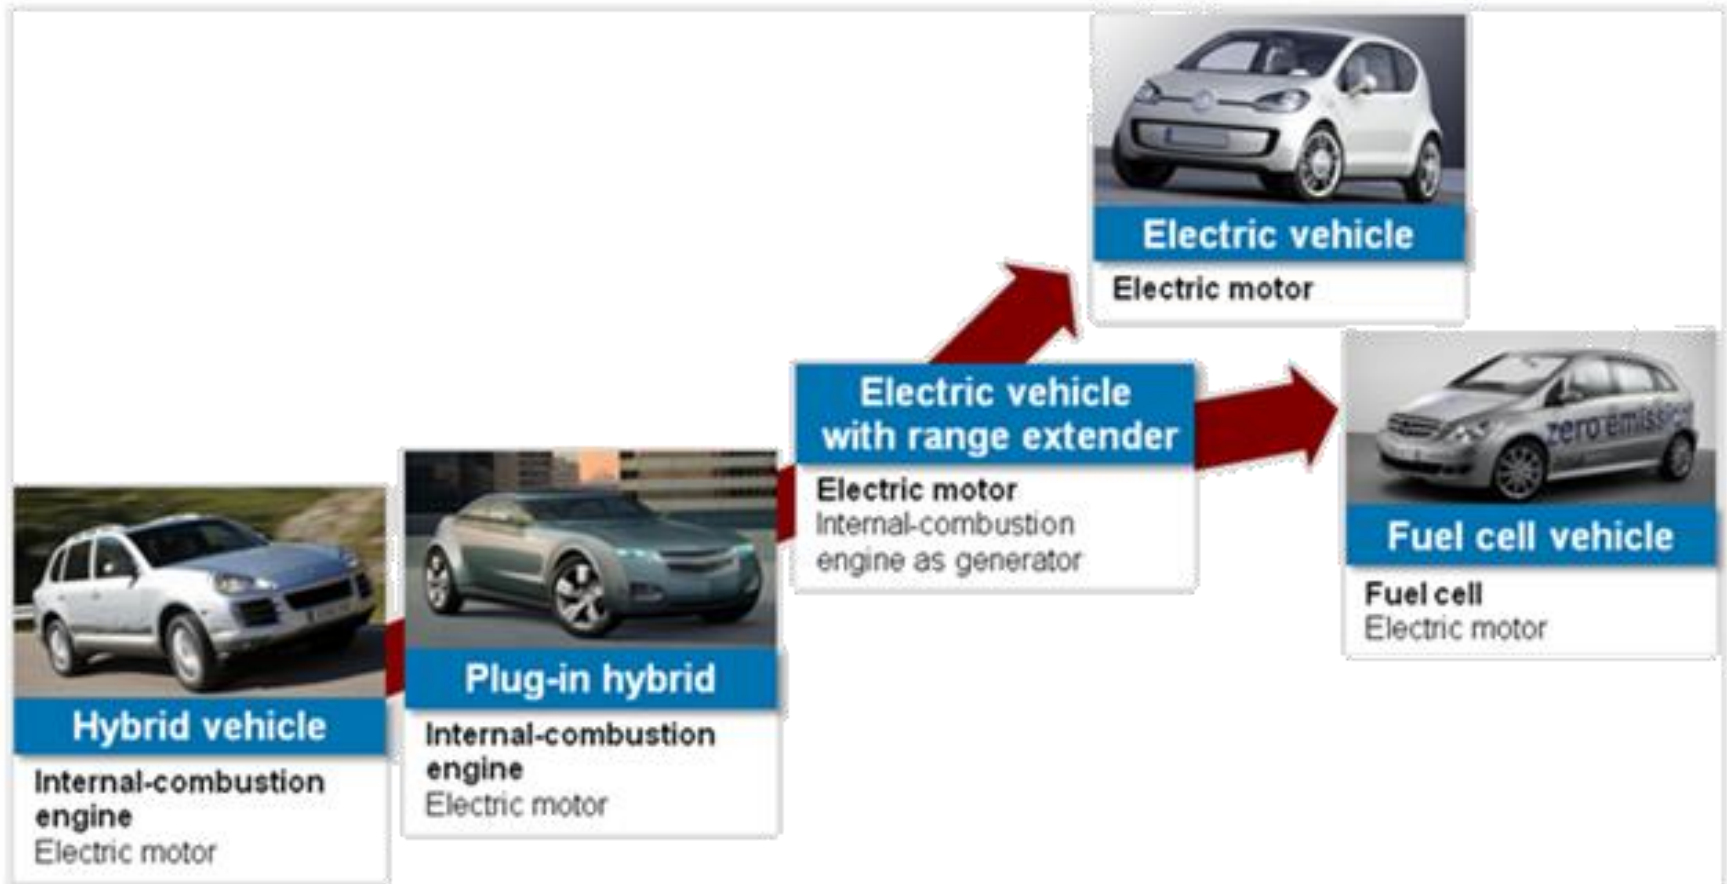 Electric vehicle
Electric motor
Electric vehicle
with range extender
Electric motor
Internal-combustion
engine as generator
zero emission
Fuel cell vehicle
Fuel cell
Electric motor
Plug-in hybrid
Internal-combustion
engine
Electric motor
Hybrid vehicle
Internal-combustion
engine
Electric motor